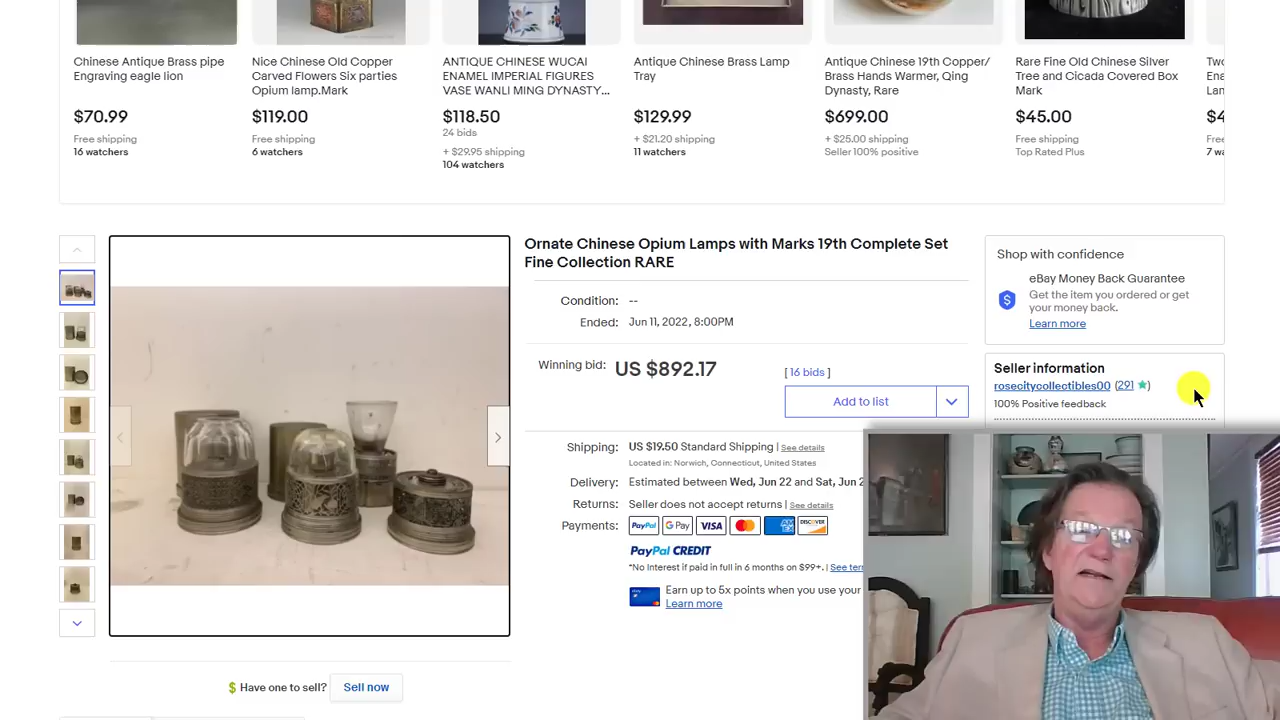 Chinese Antique Brass pipe
Engraving eagle lion
$70.99
Free shipping
16 watchers
Nice Chinese Old Copper
Carved Flowers Six parties
Opium lamp.Mark
$119.00
Free shipping
6 watchers
ANTIQUE CHINESE WUCAI
ENAMEL IMPERIAL FIGURES
VASE WANLI MING DYNASTY...
$118.50
24 bids
+ $29.95 shipping
104 watchers
Antique Chinese Brass Lamp
Tray
$129.99
+ $21.20 shipping
11 watchers
Antique Chinese 19th Copper/
Brass Hands Warmer, Qing
Dynasty, Rare
$699.00
+ $25.00 shipping
Seller 100% positive
Rare Fine Old Chinese Silver
Tree and Cicada Covered Box
Mark
$45.00
Free shipping
Top Rated Plus
Ornate Chinese Opium Lamps with Marks 19th Complete Set
Fine Collection RARE
Condition: --
Ended: Jun 11, 2022, 8:00PM
Winning bid: US $892.17
[ 16 bids ]
Add to list
Shipping: US $19.50 Standard Shipping | See details
Located in: Norwich, Connecticut, United States
Delivery: Estimated between Wed, Jun 22 and Sat, Jun 2
Returns: Seller does not accept returns | See details
Payments: PayPal G Pay VISA MasterCard AMEX DISCOVER
PayPal CREDIT
*No Interest if paid in full in 6 months on $99+. | See ter
Earn up to 5x points when you use your
Learn more
Shop with confidence
eBay Money Back Guarantee
Get the item you ordered or get
your money back.
Learn more
Seller information
rosecitycollectibles00 (291 )
100% Positive feedback
$ Have one to sell? Sell now